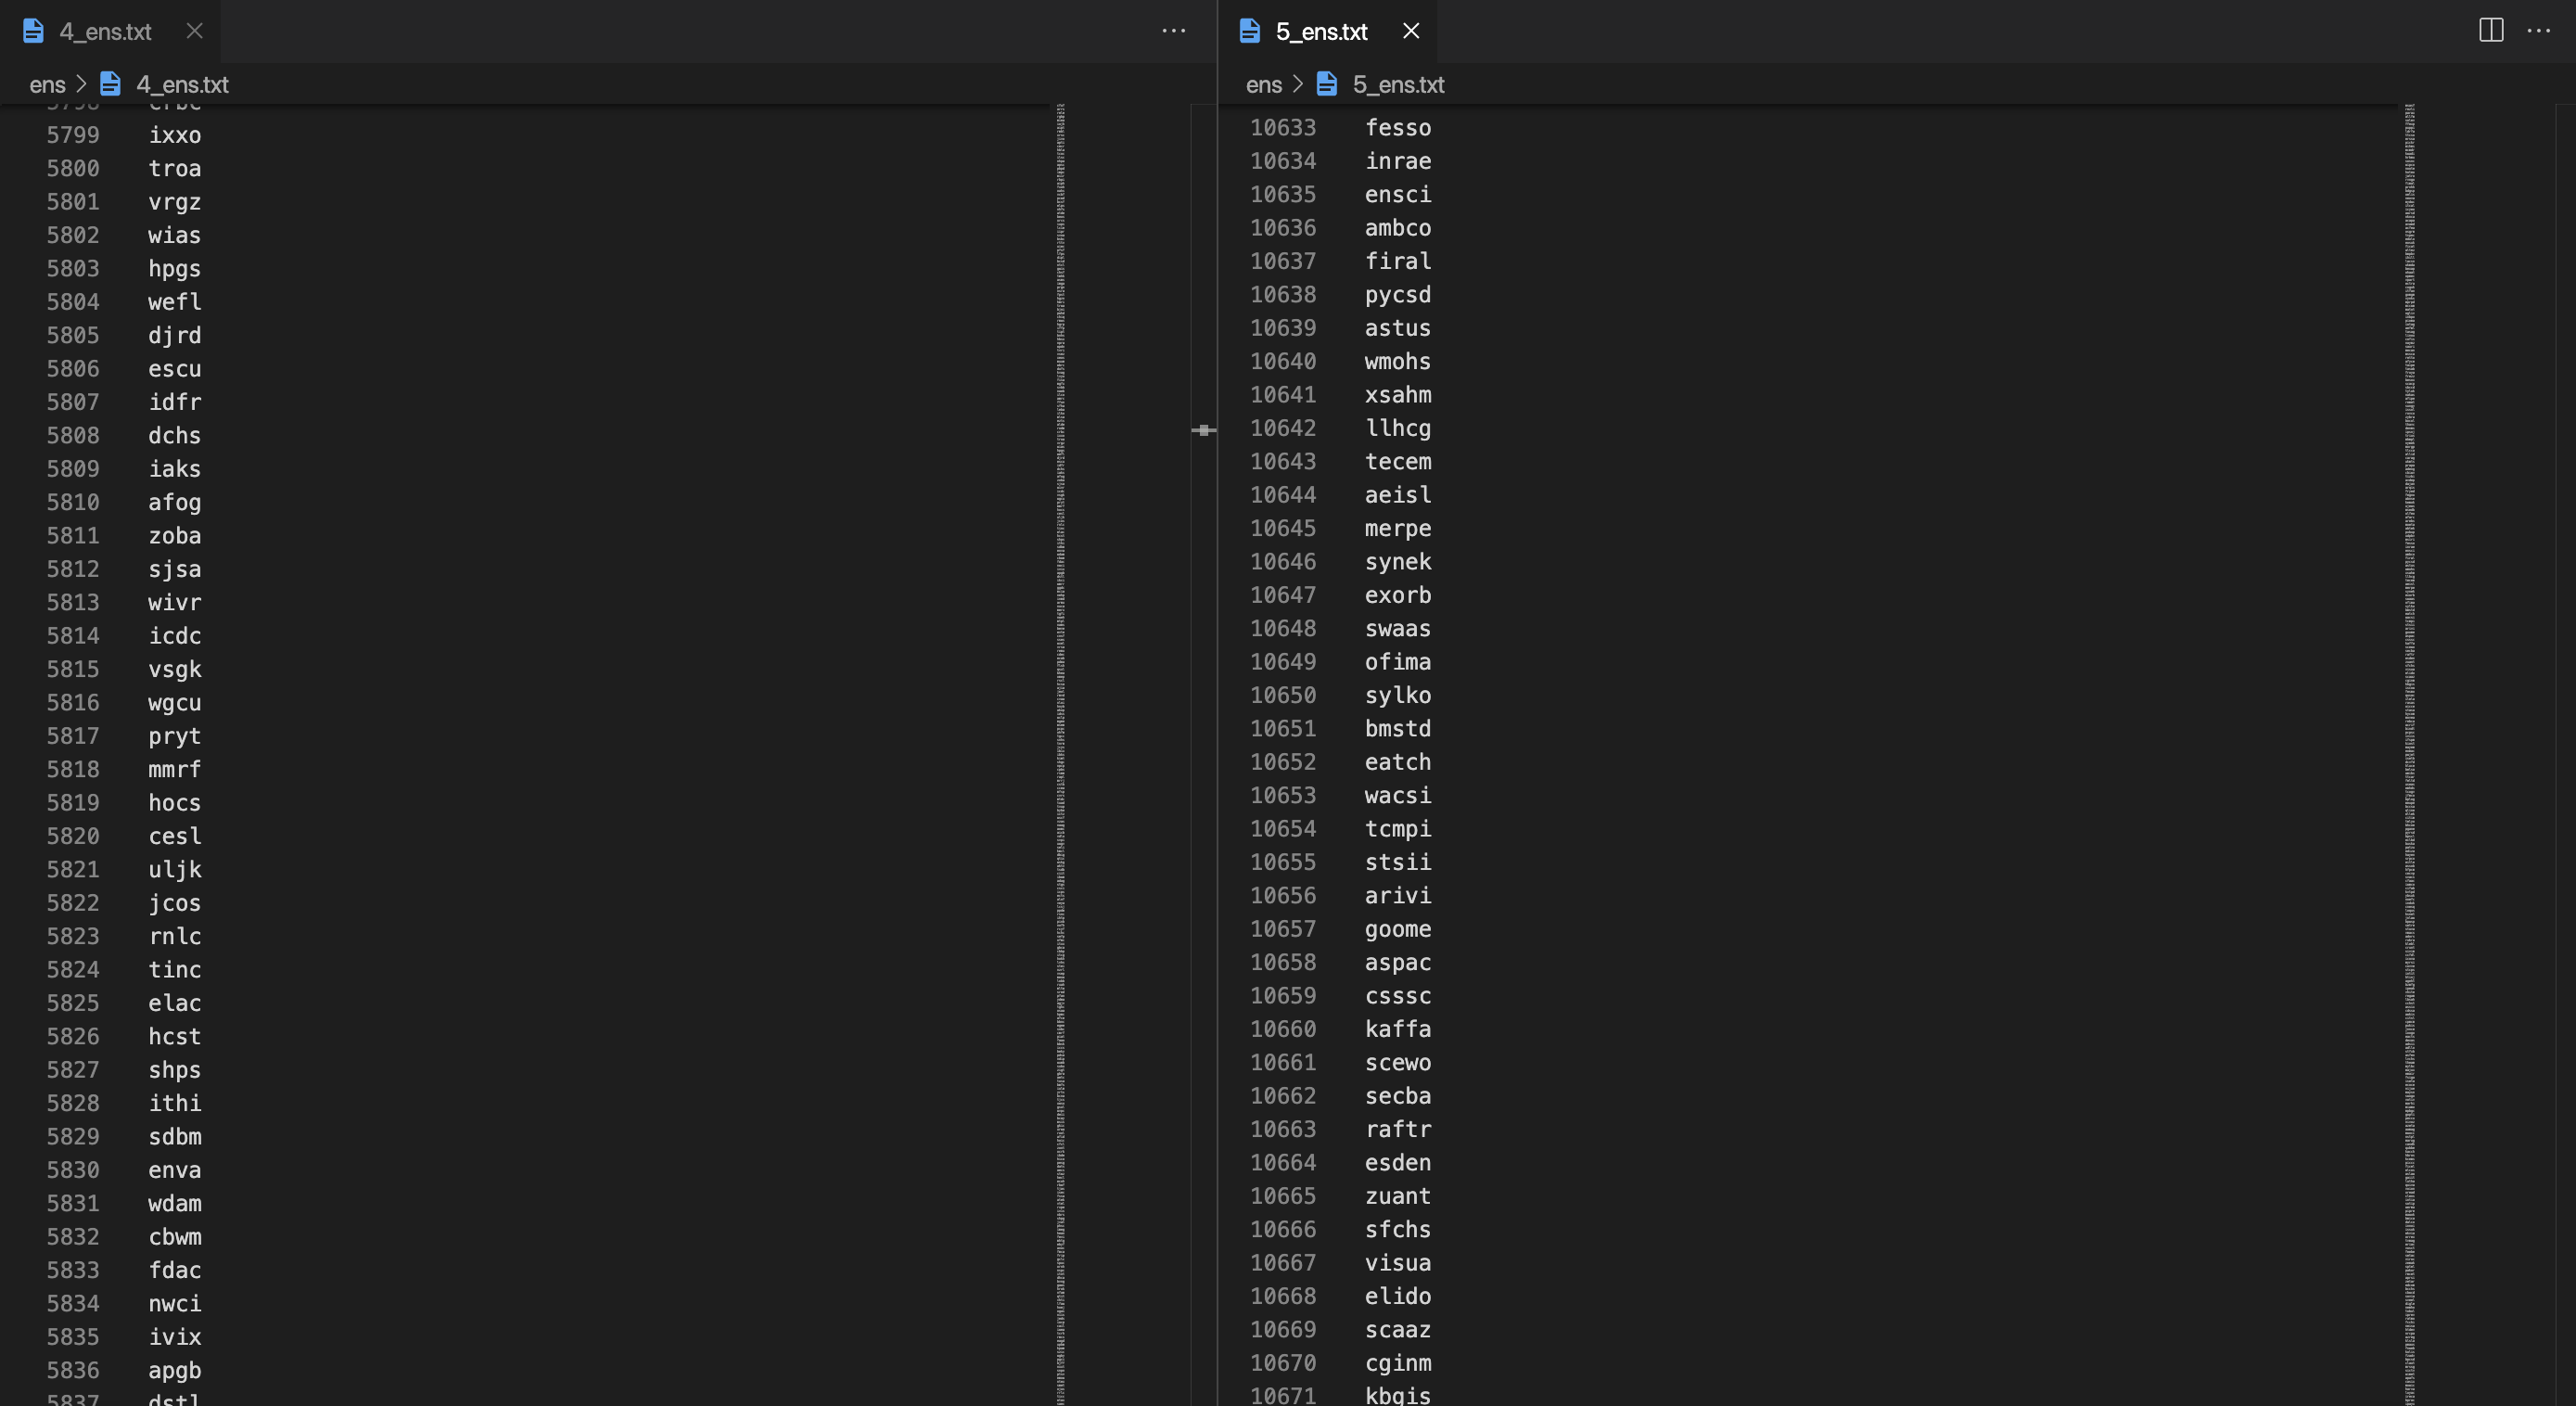 4_ens.txt
ens > 4_ens.txt
5799 ixxo
5800 troa
5801 vrgz
5802 wias
5803 hpgs
5804 wefl
5805 djrd
5806 escu
5807 idfr
5808 dchs
5809 iaks
5810 afog
5811 zoba
5812 sjsa
5813 wivr
5814 icdc
5815 vsgk
5816 wgcu
5817 pryt
5818 mmrf
5819 hocs
5820 cesl
5821 uljk
5822 jcos
5823 rnlc
5824 tinc
5825 elac
5826 hcst
5827 shps
5828 ithi
5829 sdbm
5830 enva
5831 wdam
5832 cbwm
5833 fdac
5834 nwci
5835 ivix
5836 apgb
5837 dstl
5_ens.txt
ens > 5_ens.txt
10633 fesso
10634 inrae
10635 ensci
10636 ambco
10637 firal
10638 pycsd
10639 astus
10640 wmohs
10641 xsahm
10642 llhcg
10643 tecem
10644 aeisl
10645 merpe
10646 synek
10647 exorb
10648 swaas
10649 ofima
10650 sylko
10651 bmstd
10652 eatch
10653 wacsi
10654 tcmpi
10655 stsii
10656 arivi
10657 goome
10658 aspac
10659 csssc
10660 kaffa
10661 scewo
10662 secba
10663 raftr
10664 esden
10665 zuant
10666 sfchs
10667 visua
10668 elido
10669 scaaz
10670 cginm
10671 kbgis